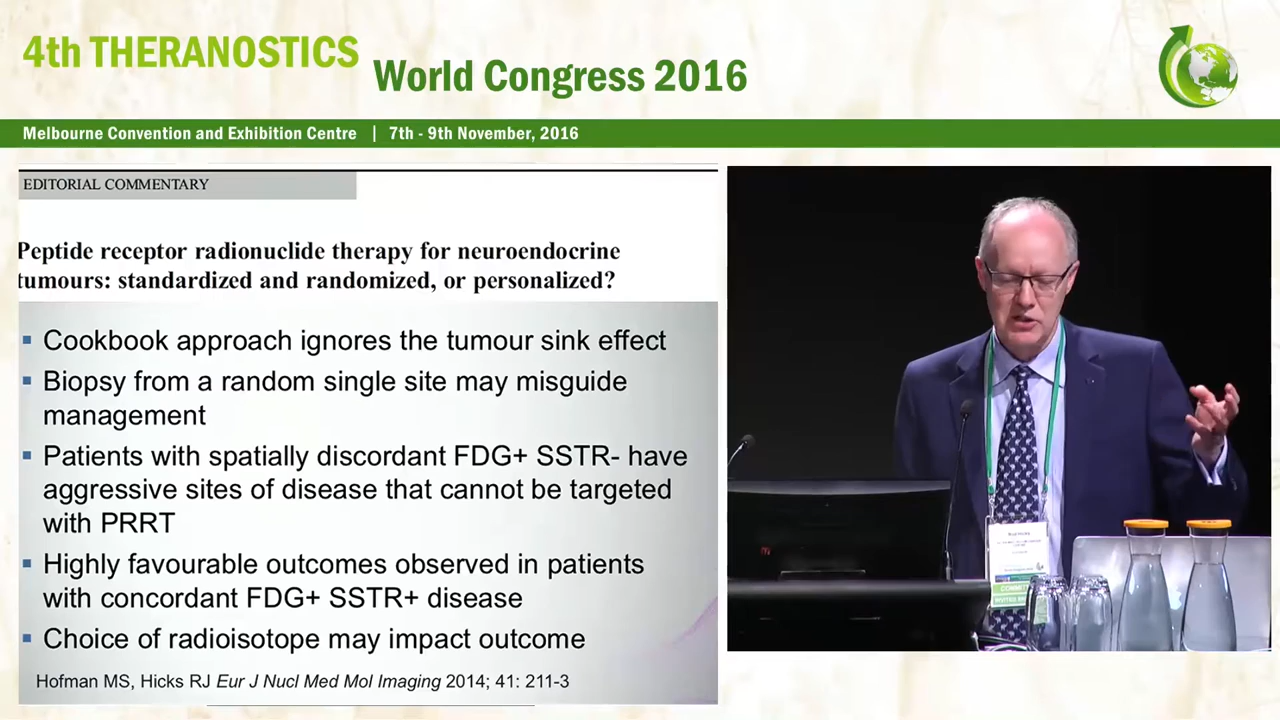 4th THERANOSTICS
World Congress 2016
Melbourne Convention and Exhibition Centre | 7th - 9th November, 2016
EDITORIAL COMMENTARY
Peptide receptor radionuclide therapy for neuroendocrine
tumours: standardized and randomized, or personalized?
▪ Cookbook approach ignores the tumour sink effect
▪ Biopsy from a random single site may misguide
management
▪ Patients with spatially discordant FDG+ SSTR- have
aggressive sites of disease that cannot be targeted
with PRRT
▪ Highly favourable outcomes observed in patients
with concordant FDG+ SSTR+ disease
▪ Choice of radioisotope may impact outcome
Hofman MS, Hicks RJ Eur J Nucl Med Mol Imaging 2014; 41: 211-3